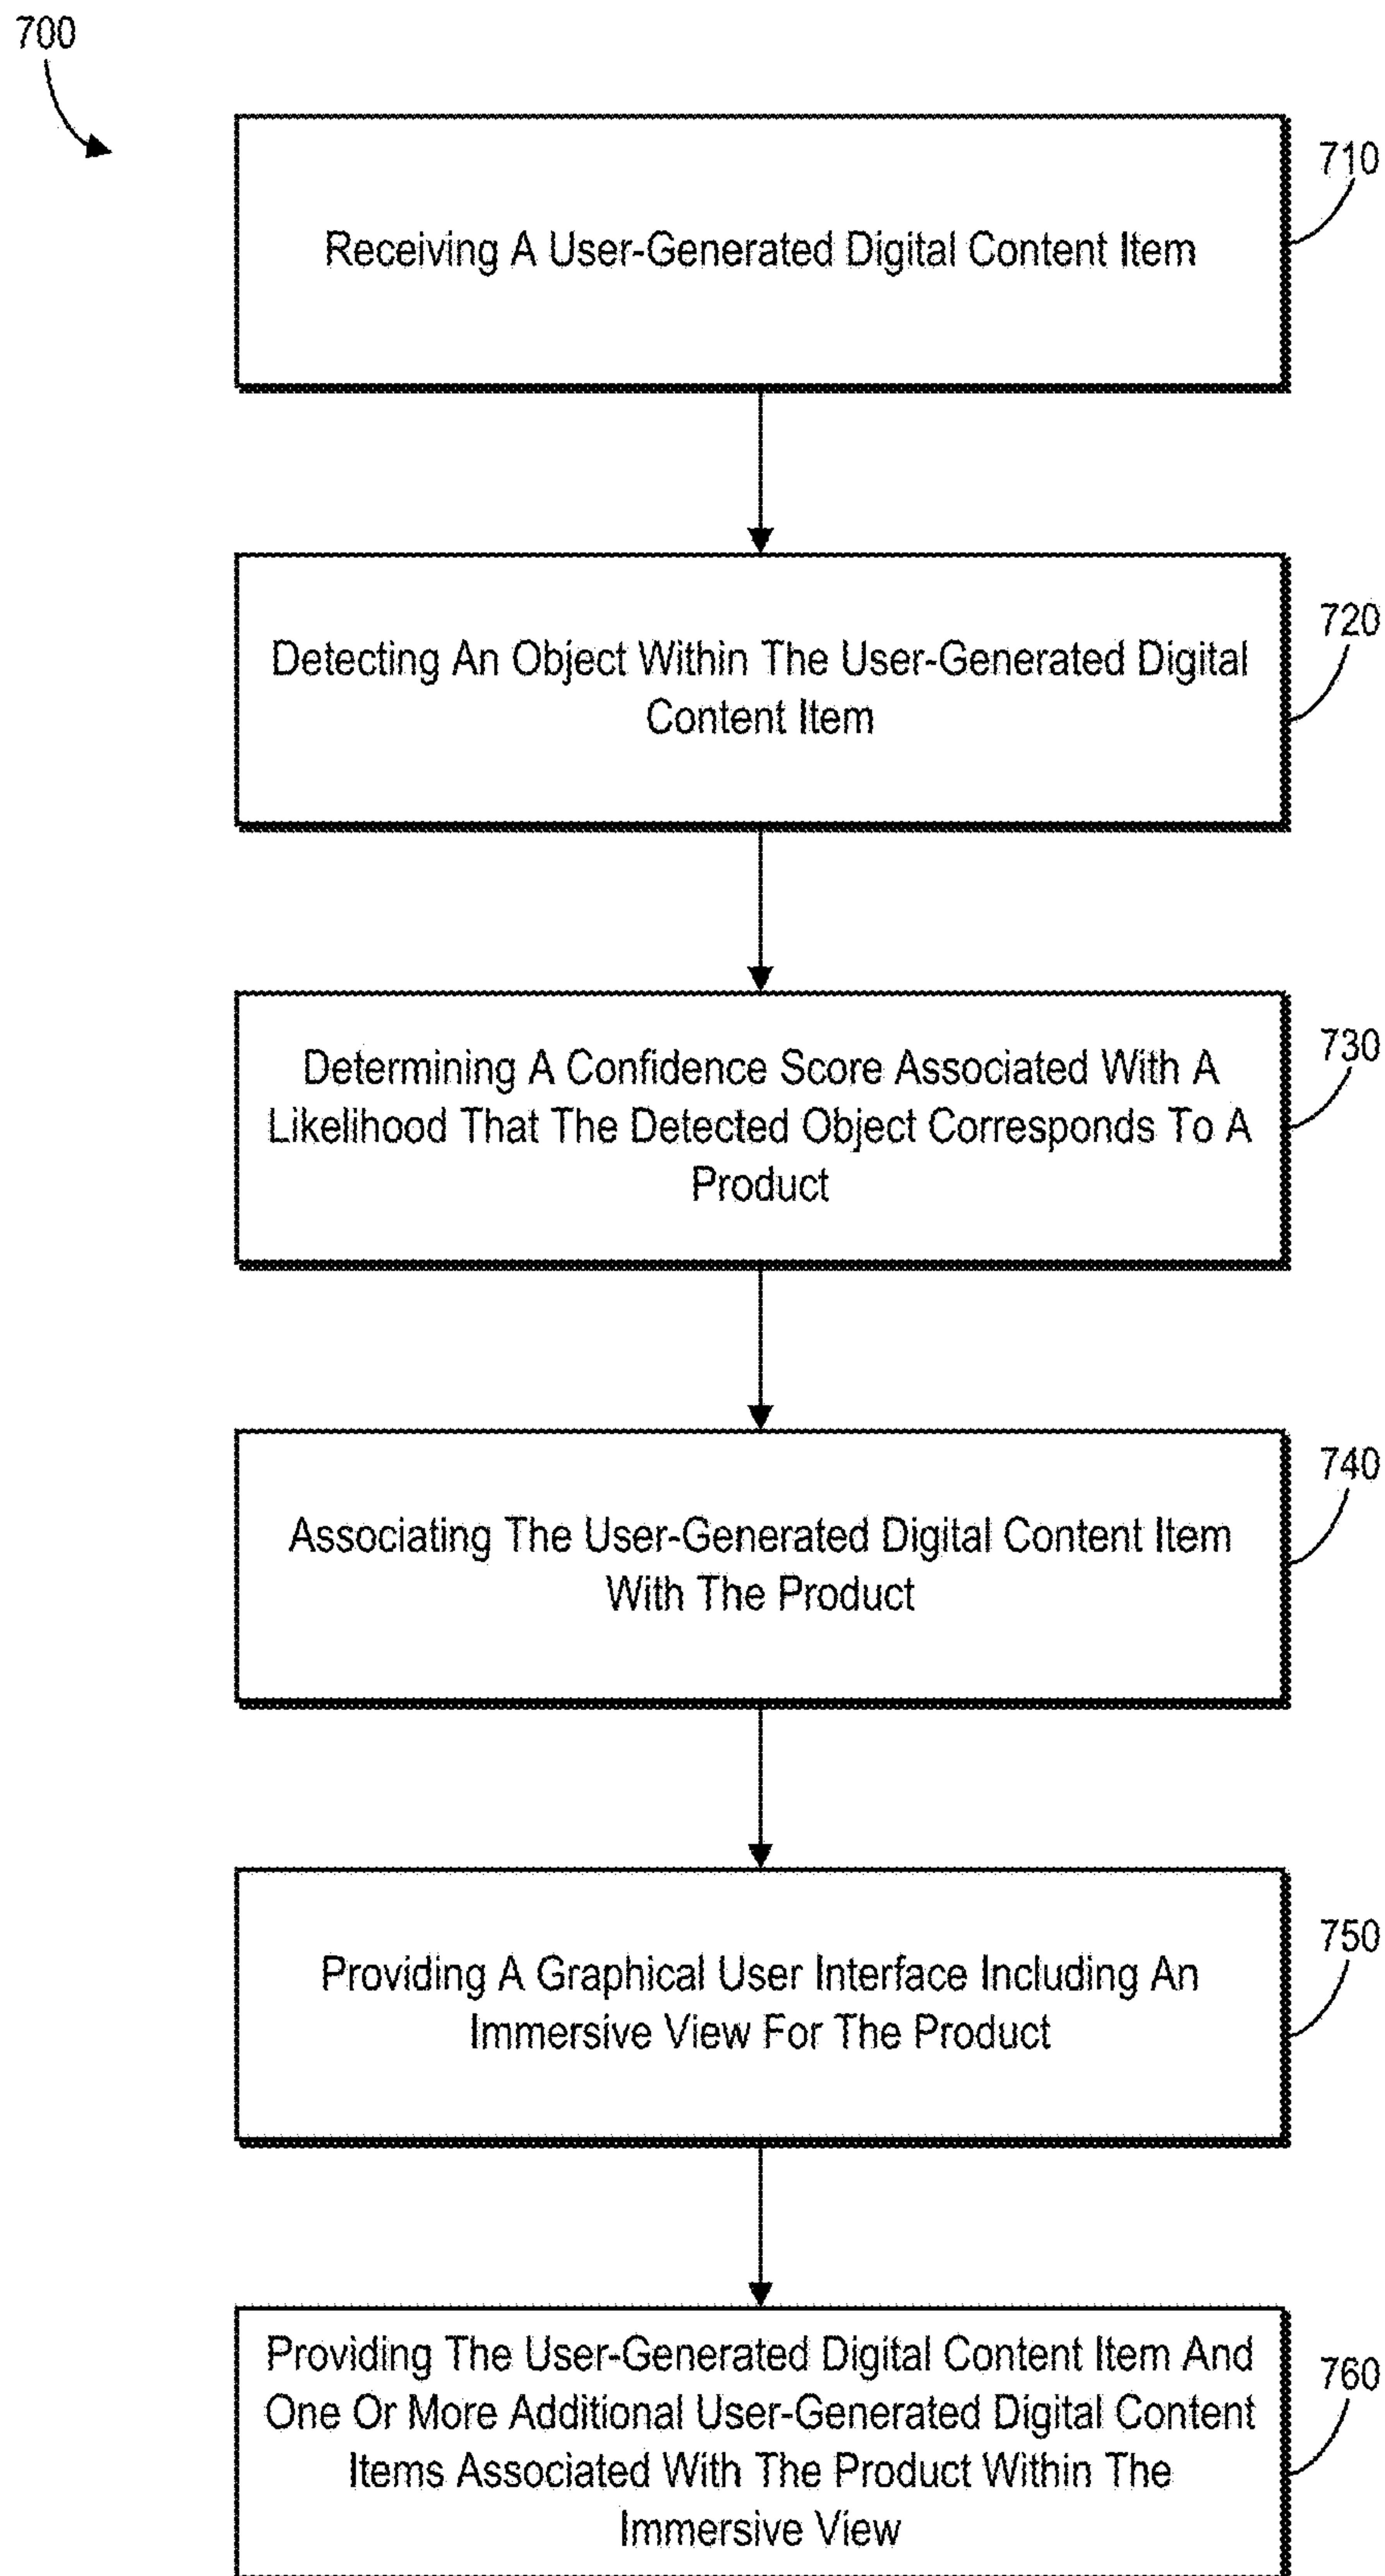 700
710
Receiving A User-Generated Digital Content Item
720
Detecting An Object Within The User-Generated Digital
Content Item
730
Determining A Confidence Score Associated With A
Likelihood That The Detected Object Corresponds To A
Product
740
Associating The User-Generated Digital Content Item
With The Product
750
Providing A Graphical User Interface Including An
Immersive View For The Product
760
Providing The User-Generated Digital Content Item And
One Or More Additional User-Generated Digital Content
Items Associated With The Product Within The
Immersive View